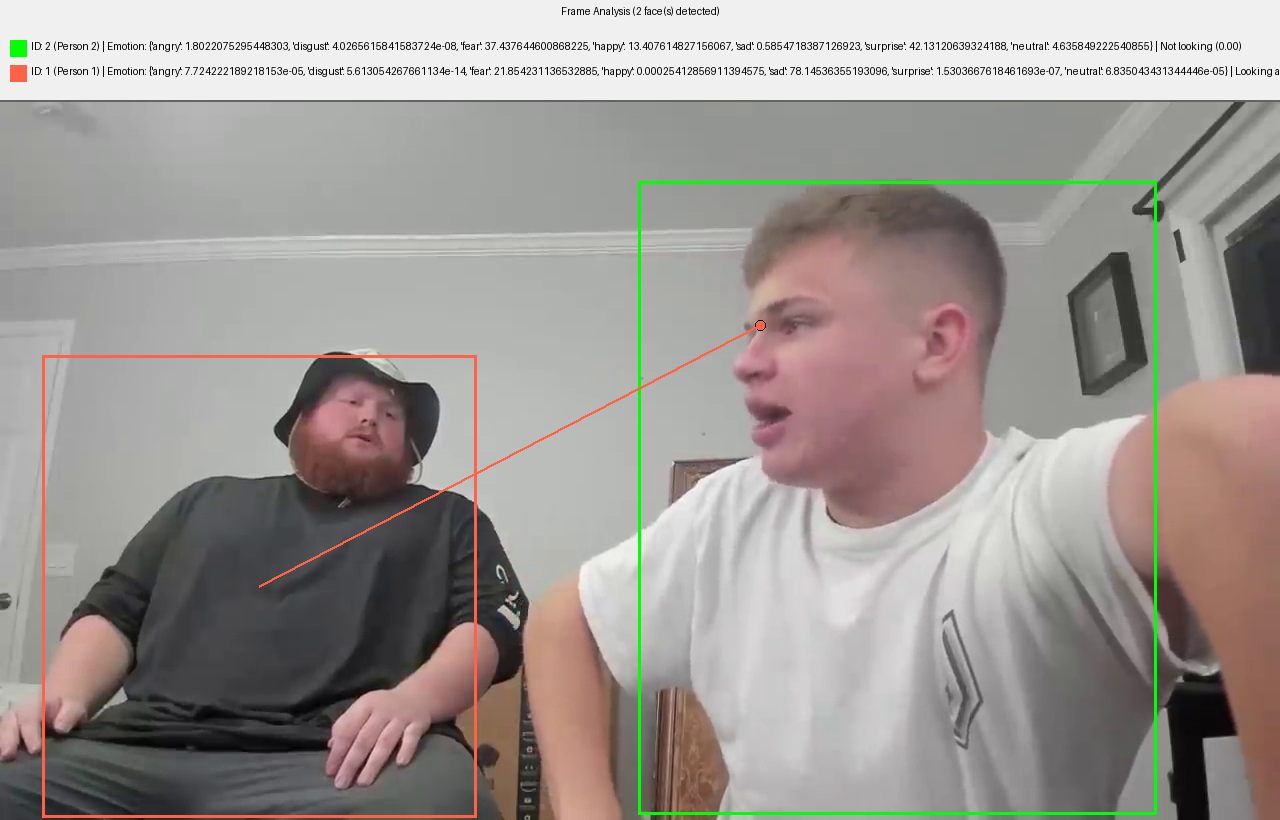 Frame Analysis (2 face(s) detected)
ID: 2 (Person 2) | Emotion: {'angry': 1.8022075295448303, 'disgust': 4.0265615841583724e-08, 'fear': 37.437644600868225, 'happy': 13.407614827156067, 'sad': 0.5854718387126923, 'surprise': 42.13120639324188, 'neutral': 4.635849222540855} | Not looking (0.00)
ID: 1 (Person 1) | Emotion: {'angry': 7.724222189218153e-05, 'disgust': 5.613054267661134e-14, 'fear': 21.854231136532885, 'happy': 0.00025412856911394575, 'sad': 78.14536355193096, 'surprise': 1.5303667618461693e-07, 'neutral': 6.835043431344446e-05} | Looking a